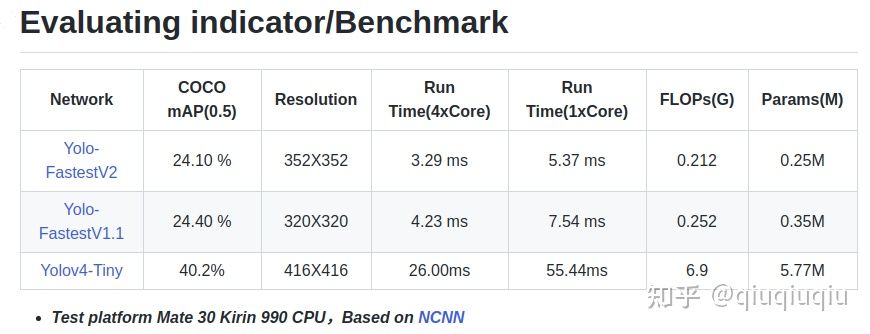 Evaluating indicator/Benchmark
Network
COCO
mAP(0.5)
Resolution
Run
Time(4xCore)
Run
Time(1xCore)
FLOPs(G)
Params(M)
Yolo-
FastestV2
24.10 %
352X352
3.29 ms
5.37 ms
0.212
0.25M
Yolo-
FastestV1.1
24.40 %
320X320
4.23 ms
7.54 ms
0.252
0.35M
Yolov4-Tiny
40.2%
416X416
26.00ms
55.44ms
6.9
5.77M
知乎 @qiuqiuqiu
• Test platform Mate 30 Kirin 990 CPU，Based on NCNN